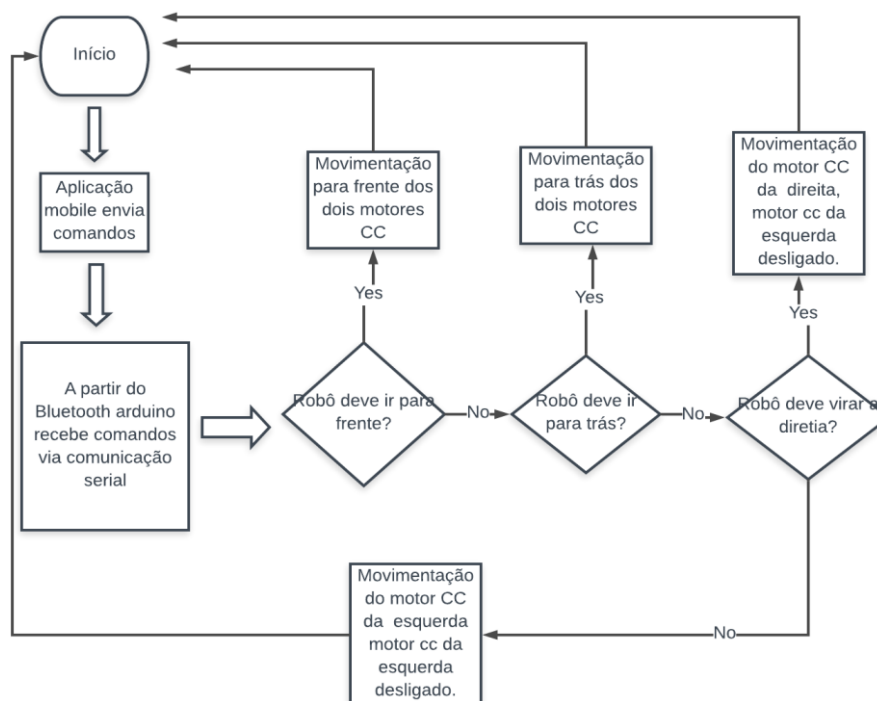 Início
Aplicação
mobile envia
comandos
A partir do
Bluetooth arduino
recebe comandos
via comunicação
serial
Robô deve ir para
frente?
Yes
Movimentação
para frente dos
dois motores
CC
No
Robô deve ir
para trás?
Yes
Movimentação
para trás dos
dois motores
CC
No
Robô deve virar a
diretia?
Yes
Movimentação
do motor CC
da direita,
motor cc da
esquerda
desligado.
No
Movimentação
do motor CC
da esquerda
motor cc da
esquerda
desligado.